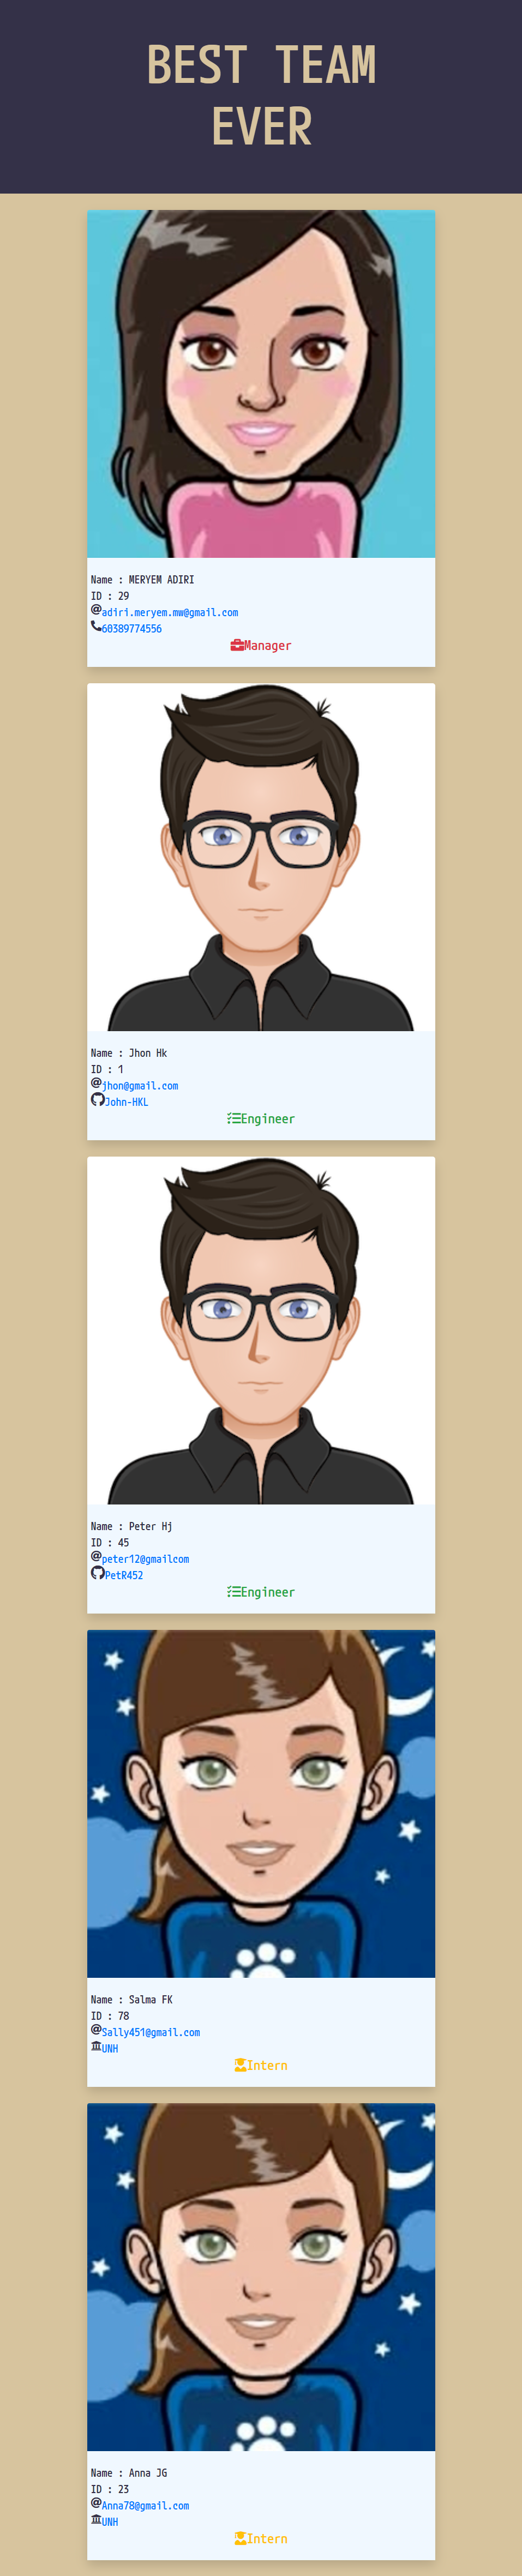 BEST TEAM
EVER
Name : MERYEM ADIRI
ID : 29
adiri.meryem.mw@gmail.com
60389774556
Manager
Name : Jhon Hk
ID : 1
jhon@gmail.com
John-HKL
Engineer
Name : Peter Hj
ID : 45
peter12@gmailcom
PetR452
Engineer
Name : Salma FK
ID : 78
Sally451@gmail.com
UNH
Intern
Name : Anna JG
ID : 23
Anna78@gmail.com
UNH
Intern